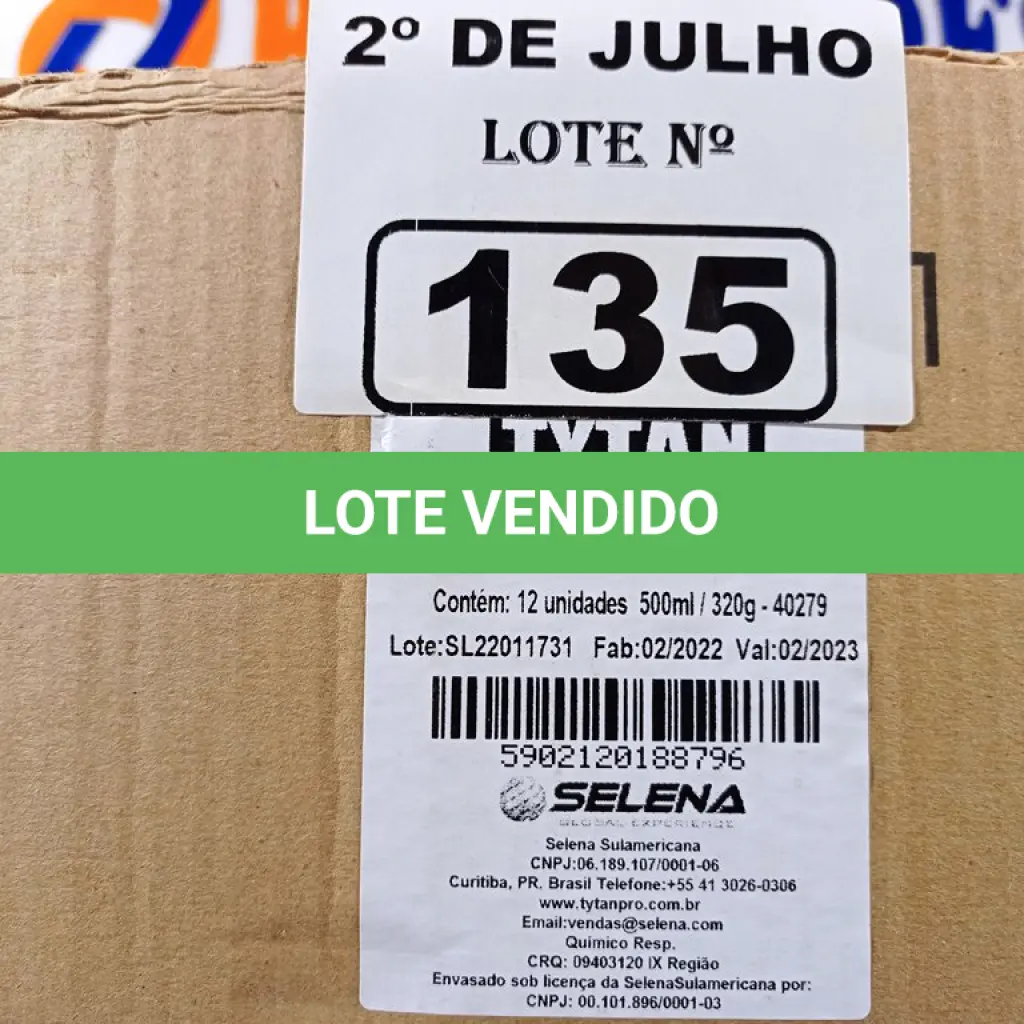 2º DE JULHO
LOTE Nº
135
TYTAN
LOTE VENDIDO
Contém: 12 unidades 500ml / 320g - 40279
Lote:SL22011731 Fab:02/2022 Val:02/2023
5902120188796
SELENA
GLOBAL EXPERIENCE
Selena Sulamericana
CNPJ:06.189.107/0001-06
Curitiba, PR. Brasil Telefone:+55 41 3026-0306
www.tytanpro.com.br
Email:vendas@selena.com
Químico Resp.
CRQ: 09403120 IX Região
Envasado sob licença da SelenaSulamericana por:
CNPJ: 00.101.896/0001-03